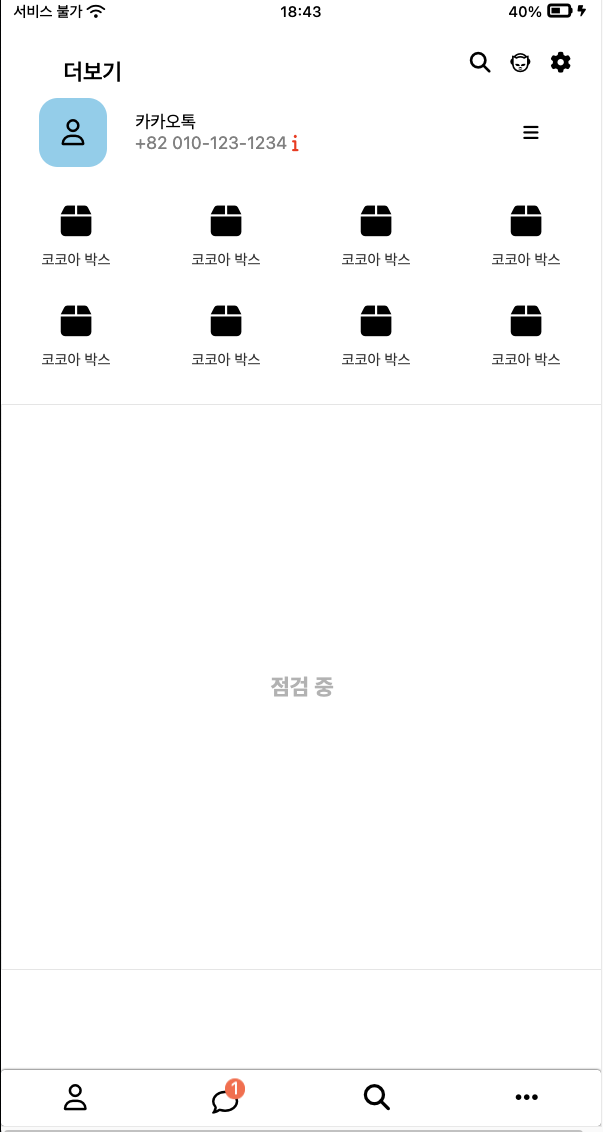 서비스 불가 18:43 40%
더보기
카카오톡
+82 010-123-1234
코코아 박스 코코아 박스 코코아 박스 코코아 박스
코코아 박스 코코아 박스 코코아 박스 코코아 박스
점검 중
1